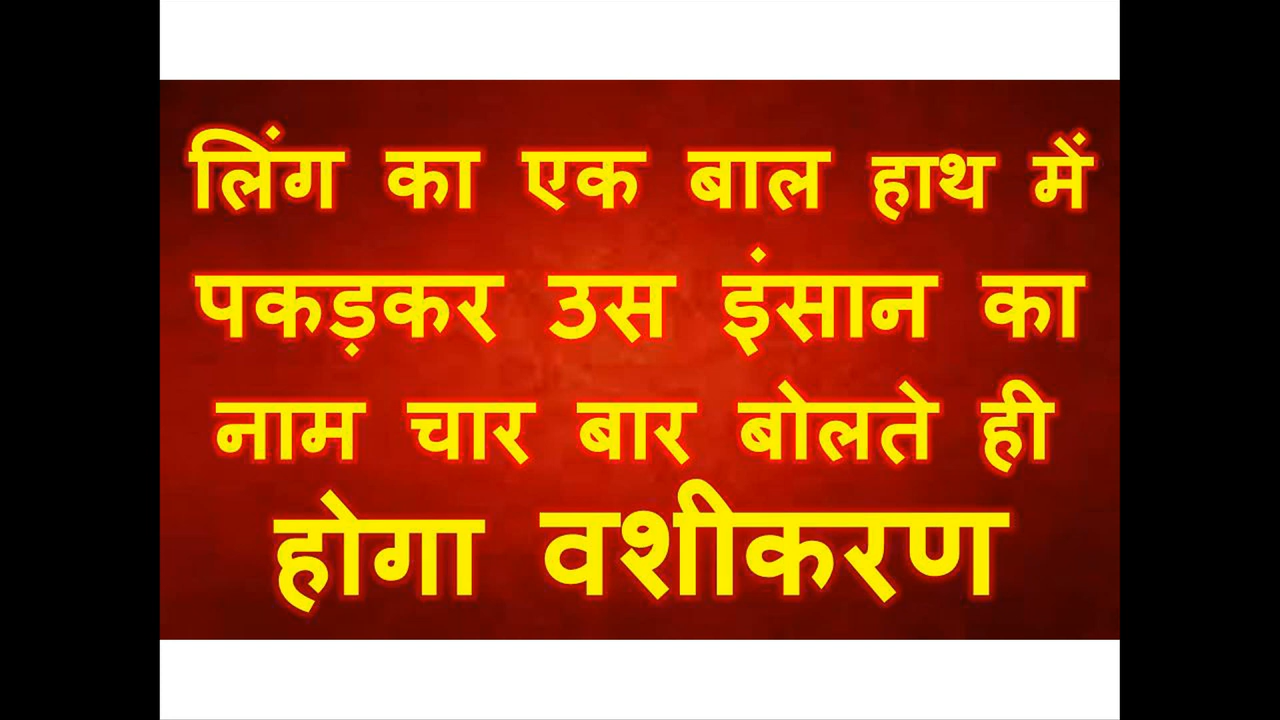 लिंग का एक बाल हाथ में
पकड़कर उस इंसान का
नाम चार बार बोलते ही
होगा वशीकरण